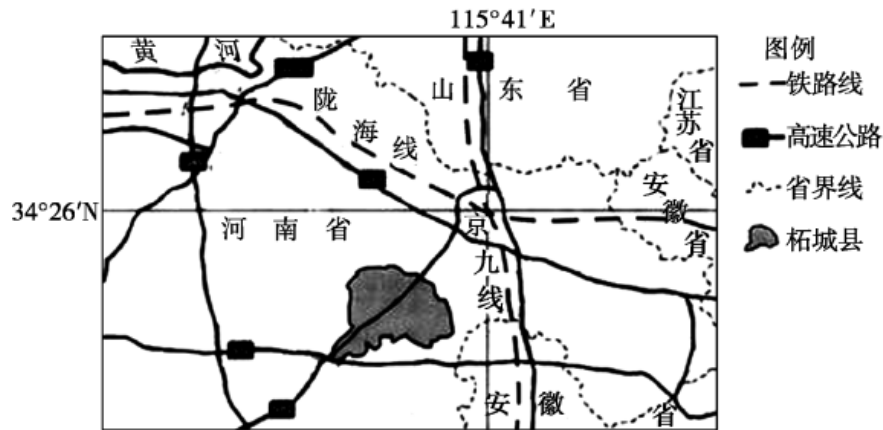 115°41′E
黄河
山东省
江苏省
陇海线
安徽省
34°26′N
河南省
京九线
安徽省
图例
铁路线
高速公路
省界线
柘城县